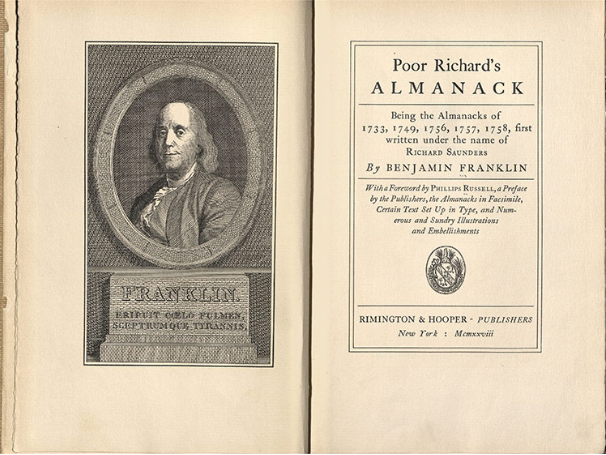 FRANKLIN.
ERIPUIT CŒLO FULMEN,
SCEPTRUMQUE TYRANNIS.
Poor Richard's
ALMANACK
Being the Almanacks of
1733, 1749, 1756, 1757, 1758, first
written under the name of
RICHARD SAUNDERS
By BENJAMIN FRANKLIN
With a Foreword by PHILLIPS RUSSELL, a Preface
by the Publishers, the Almanacks in Facsimile,
Certain Text Set Up in Type, and Num-
erous and Sundry Illustrations
and Embellishments
RIMINGTON & HOOPER - PUBLISHERS
New York : Mcmxxviii